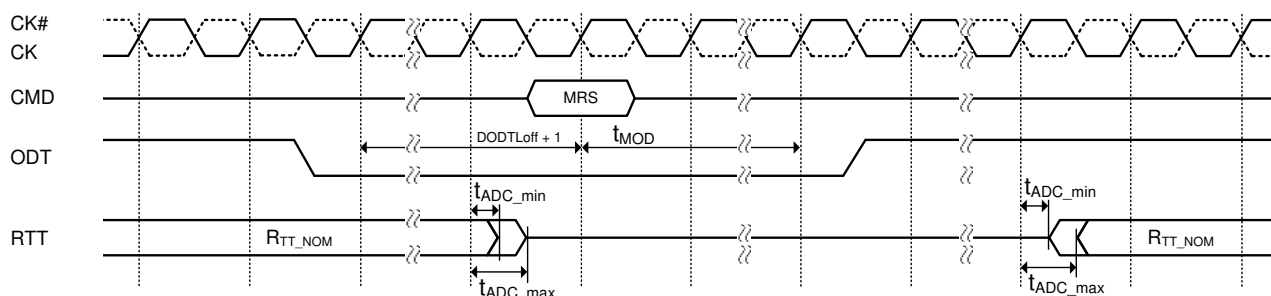 CK#
CK
CMD
MRS
ODT
DODTLoff + 1
tMOD
tADC_min
tADC_min
RTT
RTT_NOM
RTT_NOM
tADC_max
tADC_max